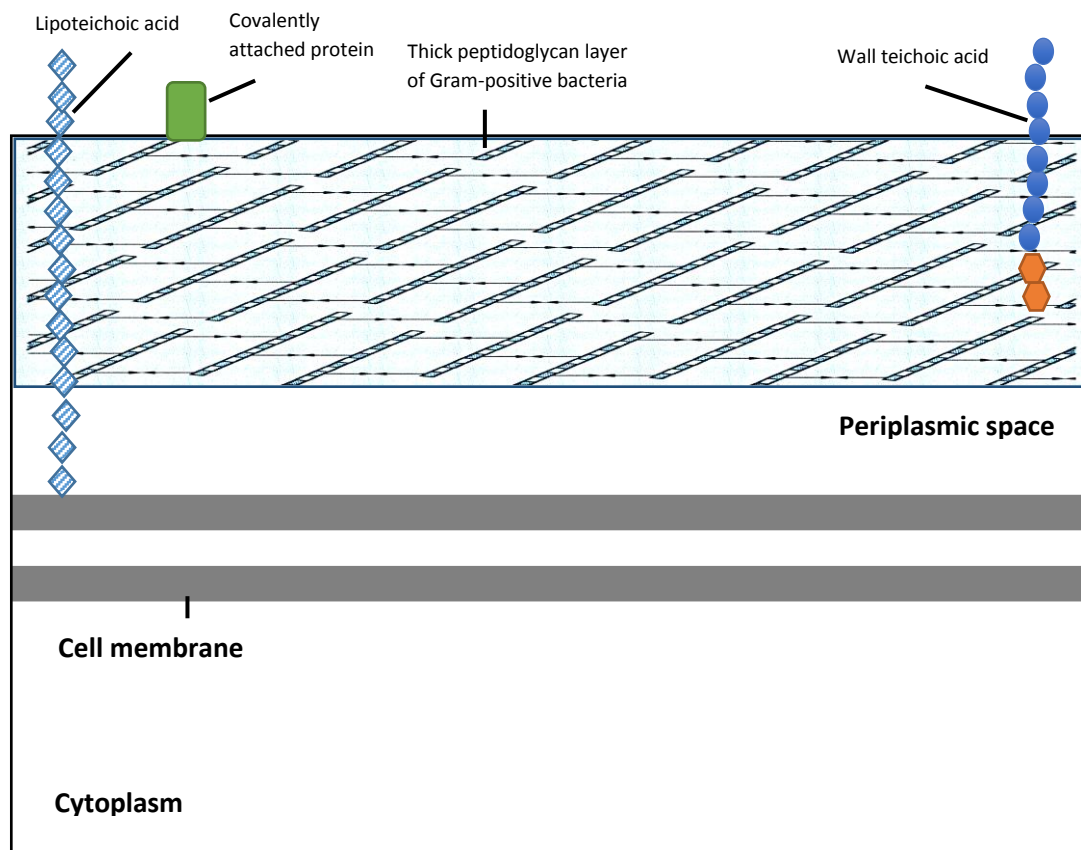 Lipoteichoic acid
Covalently
attached protein
Thick peptidoglycan layer
of Gram-positive bacteria
Wall teichoic acid
Periplasmic space
Cell membrane
Cytoplasm